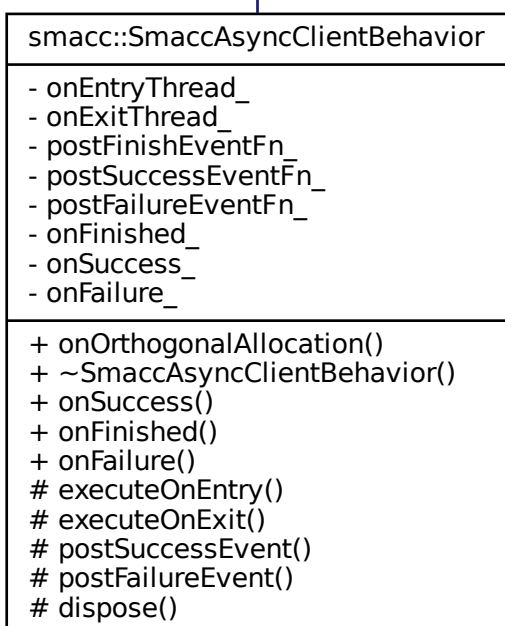 smacc::SmaccAsyncClientBehavior
- onEntryThread_
- onExitThread_
- postFinishEventFn_
- postSuccessEventFn_
- postFailureEventFn_
- onFinished_
- onSuccess_
- onFailure_
+ onOrthogonalAllocation()
+ ~SmaccAsyncClientBehavior()
+ onSuccess()
+ onFinished()
+ onFailure()
# executeOnEntry()
# executeOnExit()
# postSuccessEvent()
# postFailureEvent()
# dispose()